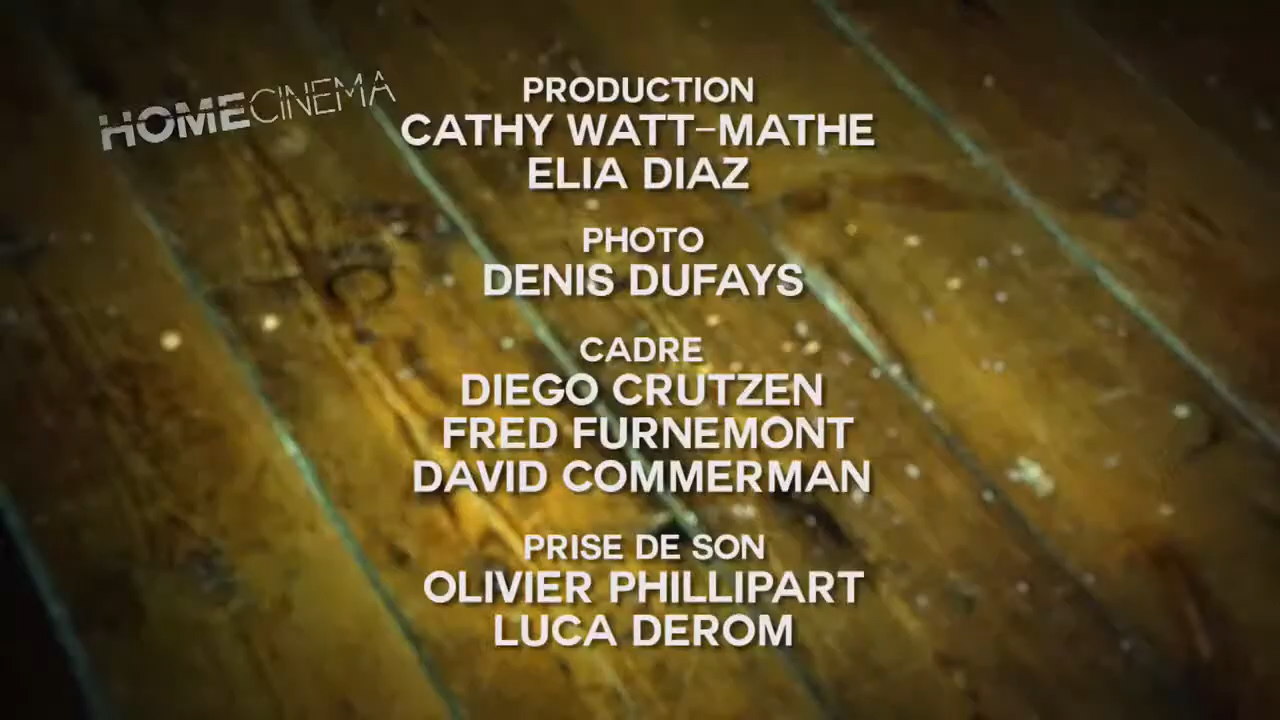 HOMECINEMA
PRODUCTION
CATHY WATT-MATHE
ELIA DIAZ
PHOTO
DENIS DUFAYS
CADRE
DIEGO CRUTZEN
FRED FURNEMONT
DAVID COMMERMAN
PRISE DE SON
OLIVIER PHILLIPART
LUCA DEROM